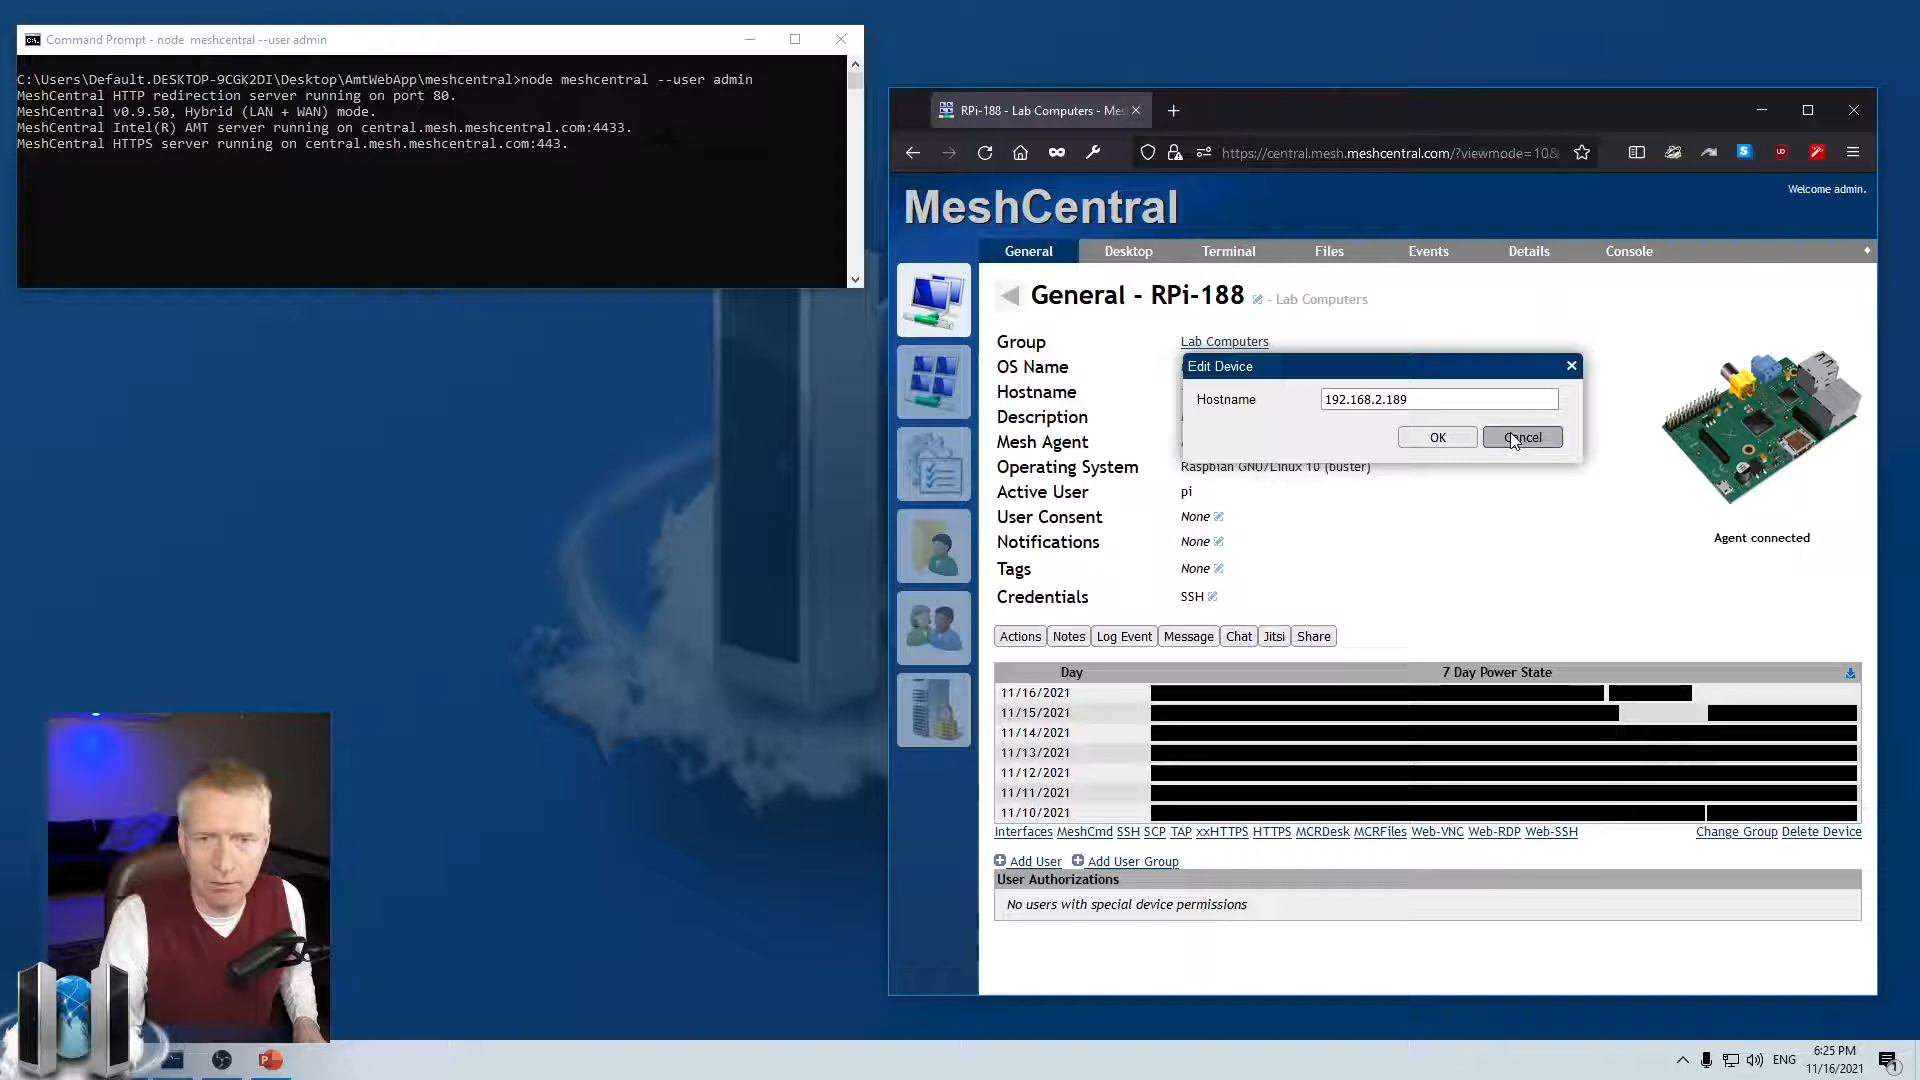 Command Prompt - node  meshcentral --user admin
C:\Users\Default.DESKTOP-9CGK2DI\Desktop\AmtWebApp\meshcentral>node meshcentral --user admin
MeshCentral HTTP redirection server running on port 80.
MeshCentral v0.9.50, Hybrid (LAN + WAN) mode.
MeshCentral Intel(R) AMT server running on central.mesh.meshcentral.com:4433.
MeshCentral HTTPS server running on central.mesh.meshcentral.com:443.
RPi-188 - Lab Computers - Mes
https://central.mesh.meshcentral.com/?viewmode=10&
MeshCentral
Welcome admin.
General Desktop Terminal Files Events Details Console
General - RPi-188 - Lab Computers
Group Lab Computers
OS Name
Hostname
Description
Mesh Agent
Operating System Raspbian GNU/Linux 10 (buster)
Active User pi
User Consent None
Notifications None
Tags None
Credentials SSH
Edit Device
Hostname 192.168.2.189
OK Cancel
Agent connected
Actions Notes Log Event Message Chat Jitsi Share
Day 7 Day Power State
11/16/2021
11/15/2021
11/14/2021
11/13/2021
11/12/2021
11/11/2021
11/10/2021
Interfaces MeshCmd SSH SCP TAP xxHTTPS HTTPS MCRDesk MCRFiles Web-VNC Web-RDP Web-SSH Change Group Delete Device
Add User Add User Group
User Authorizations
No users with special device permissions
ENG 6:25 PM
11/16/2021